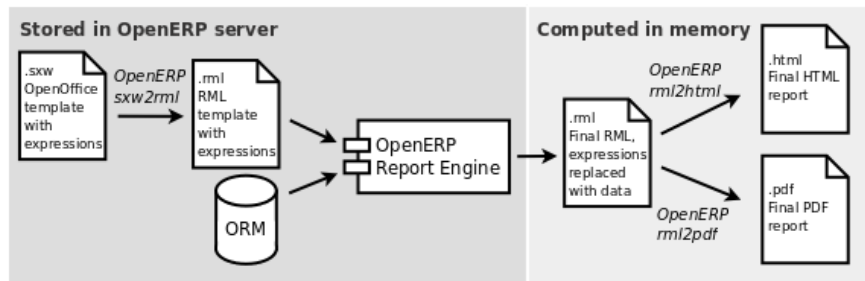 Stored in OpenERP server
.sxw
OpenOffice
template
with
expressions
OpenERP
sxw2rml
.rml
RML
template
with
expressions
ORM
OpenERP
Report Engine
Computed in memory
.rml
Final RML,
expressions
replaced
with data
OpenERP
rml2html
.html
Final HTML
report
OpenERP
rml2pdf
.pdf
Final PDF
report